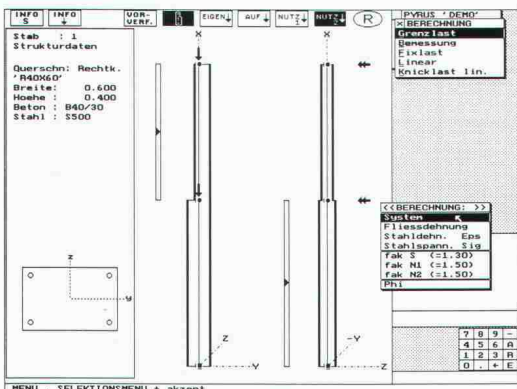 INFO S
INFO
VOR- VERF.
EIGEN
AUF
NUTZ 1
NUTZ 2
R
PYRUS 'DEMO'
× BERECHNUNG
Grenzlast
Bemessung
Fixlast
Linear
Knicklast lin.
Stab : 1
Strukturdaten
Querschn: Rechtk.
'R40X60'
Breite: 0.600
Hoehe : 0.400
Beton : B40/30
Stahl : S500
X
X
<<BERECHNUNG: >>
System
Fliessdehnung
Stahldehn. Eps
Stahlspann. Sig
fak S (=1.30)
fak N1 (=1.50)
fak N2 (=1.50)
Phi
z
y
Z
Y
-Y
Z
7 8 9 -
4 5 6 A
1 2 3 R
0 . + E
MENU SELEKTIONSMENU + akzept